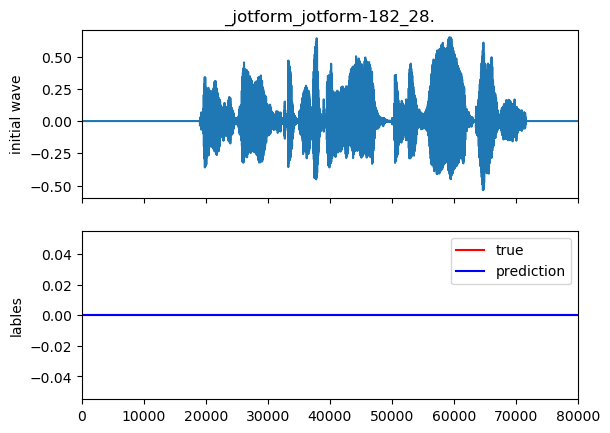 _jotform_jotform-182_28.
initial wave
0.50
0.25
0.00
−0.25
−0.50
lables
0.04
0.02
0.00
−0.02
−0.04
true
prediction
0 10000 20000 30000 40000 50000 60000 70000 80000